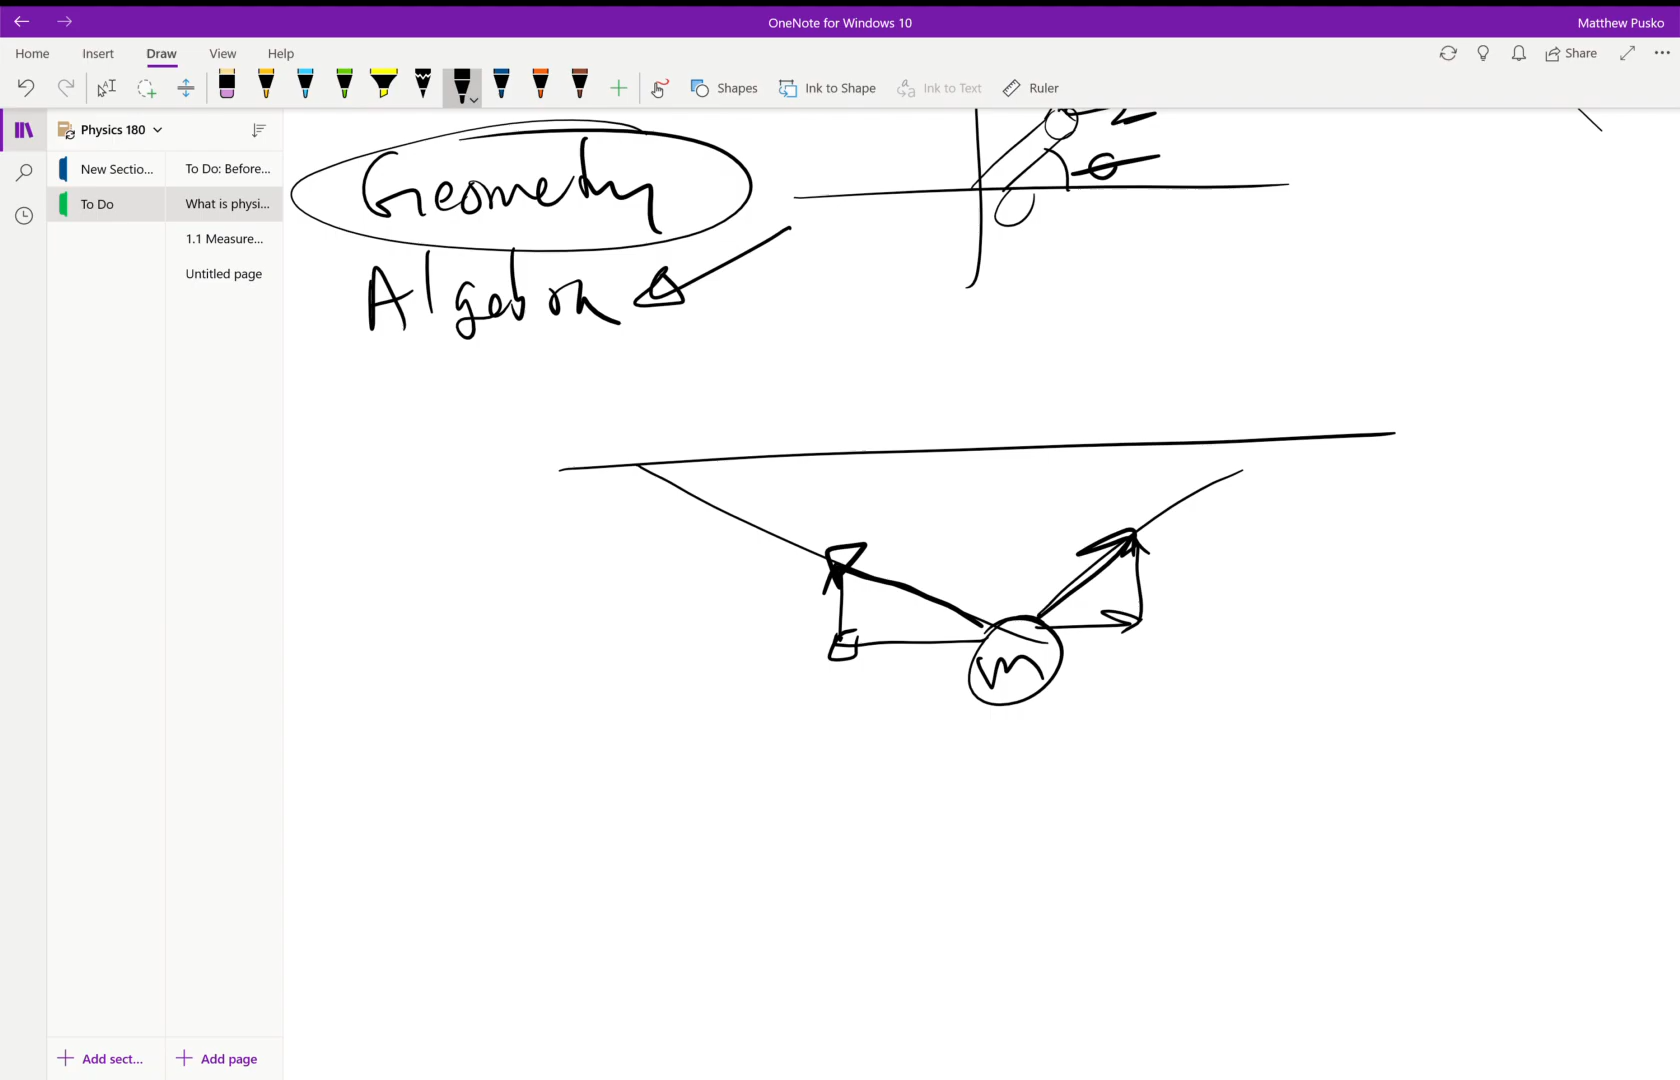 OneNote for Windows 10
Matthew Pusko
Home Insert Draw View Help
Share
Shapes Ink to Shape Ink to Text Ruler
Physics 180
New Sectio...
To Do
To Do: Before...
What is physi...
1.1 Measure...
Untitled page
Geometry
Algebra
θ
m
Add sect... Add page